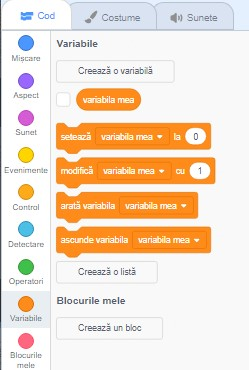 Cod Costume Sunete
Mișcare
Aspect
Sunet
Evenimente
Control
Detectare
Operatori
Variabile
Blocurile
mele
Variabile
Creează o variabilă
variabila mea
setează variabila mea la 0
modifică variabila mea cu 1
arată variabila variabila mea
ascunde variabila variabila mea
Creează o listă
Blocurile mele
Creează un bloc